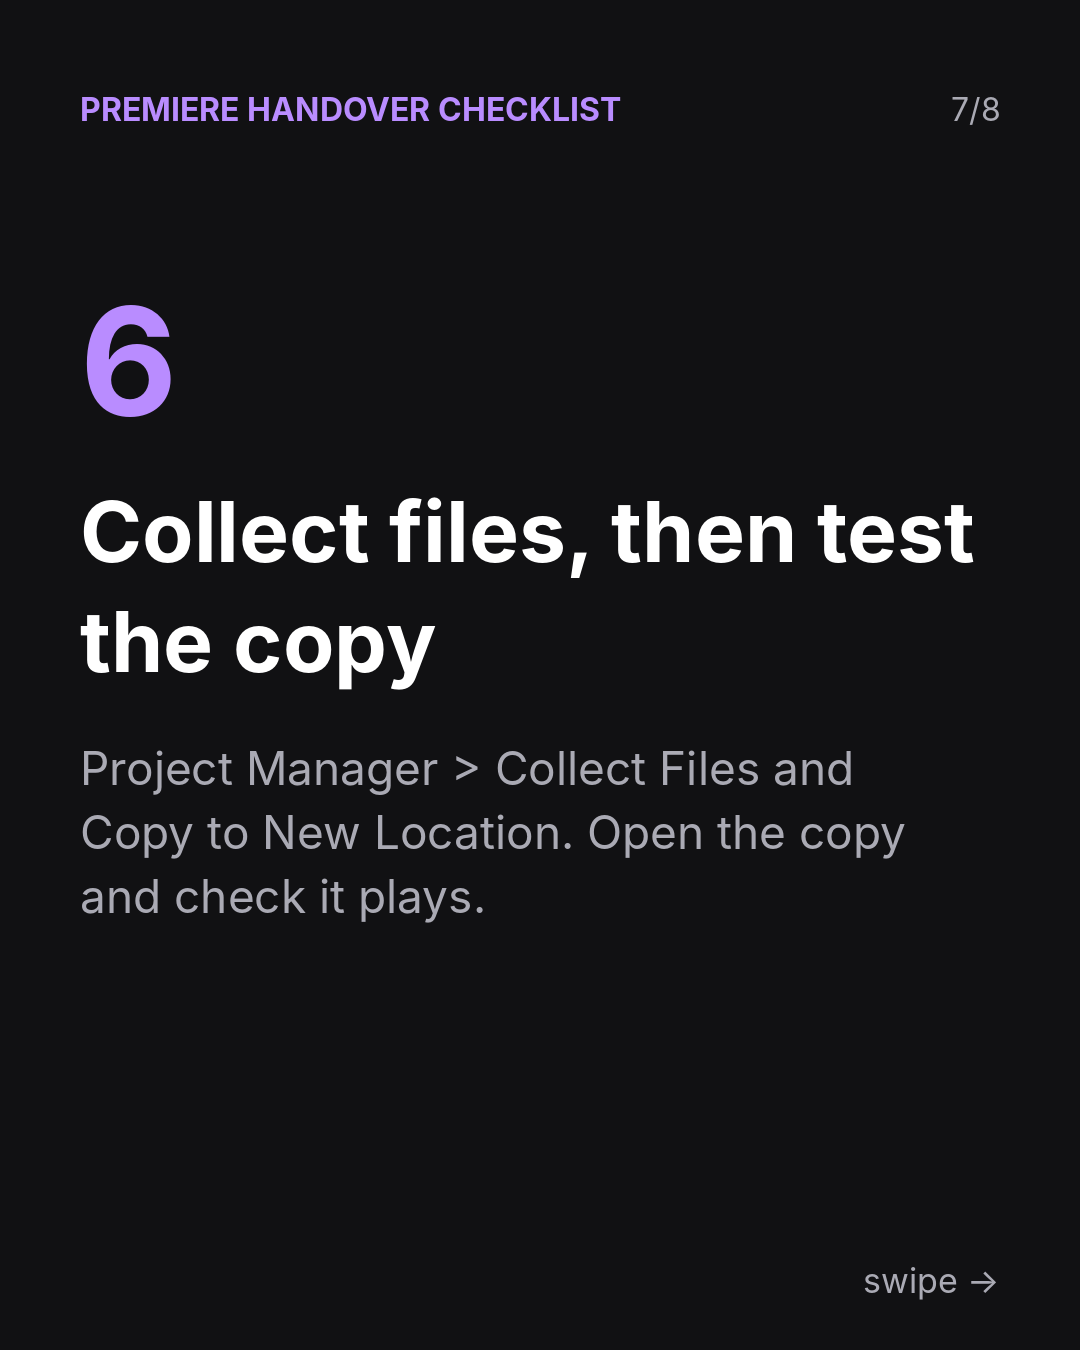 PREMIERE HANDOVER CHECKLIST
7/8
6
Collect files, then test
the copy
Project Manager > Collect Files and
Copy to New Location. Open the copy
and check it plays.
swipe →